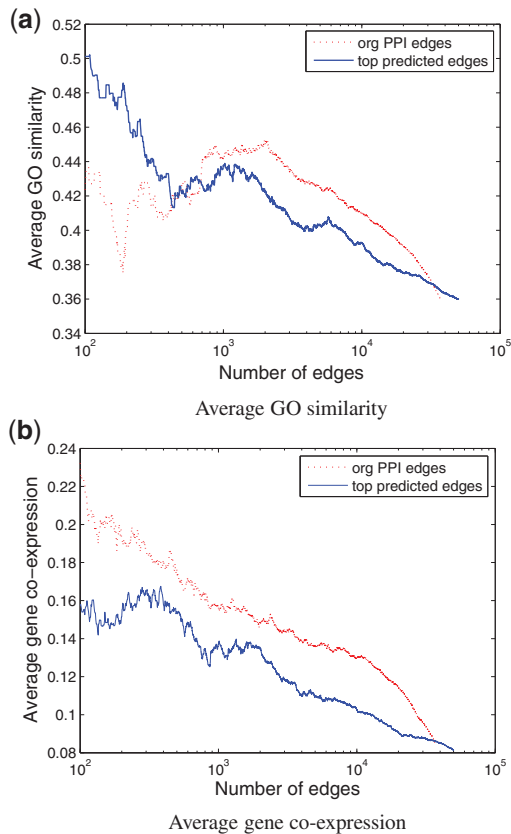 (a)
0.52
0.5
0.48
0.46
0.44
0.42
0.4
0.38
0.36
0.34
Average GO similarity
org PPI edges
top predicted edges
10^2
10^3
10^4
10^5
Number of edges
Average GO similarity
(b)
0.24
0.22
0.2
0.18
0.16
0.14
0.12
0.1
0.08
Average gene co−expression
org PPI edges
top predicted edges
10^2
10^3
10^4
10^5
Number of edges
Average gene co-expression